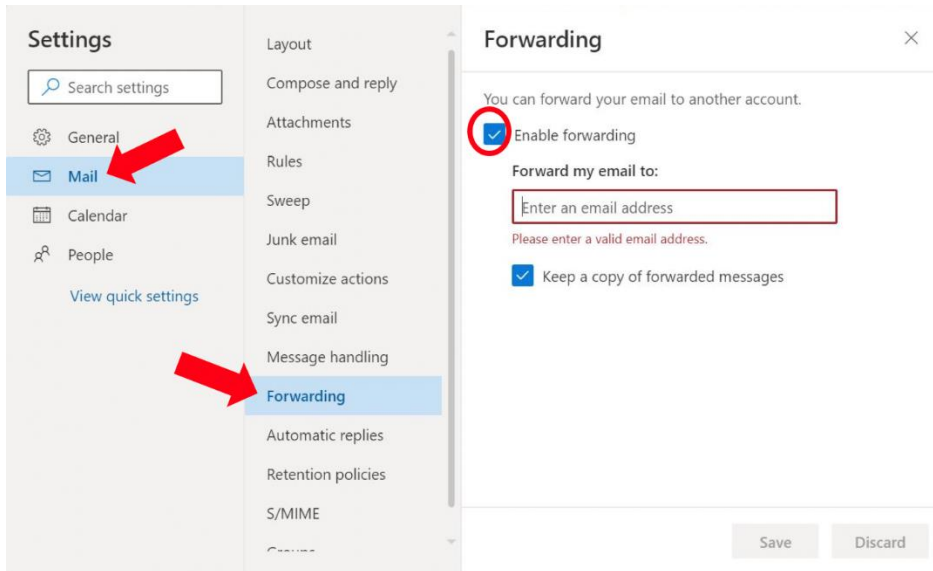 Settings
Search settings
General
Mail
Calendar
People
View quick settings
Layout
Compose and reply
Attachments
Rules
Sweep
Junk email
Customize actions
Sync email
Message handling
Forwarding
Automatic replies
Retention policies
S/MIME
Groups
Forwarding
You can forward your email to another account.
Enable forwarding
Forward my email to:
Enter an email address
Please enter a valid email address.
Keep a copy of forwarded messages
Save
Discard